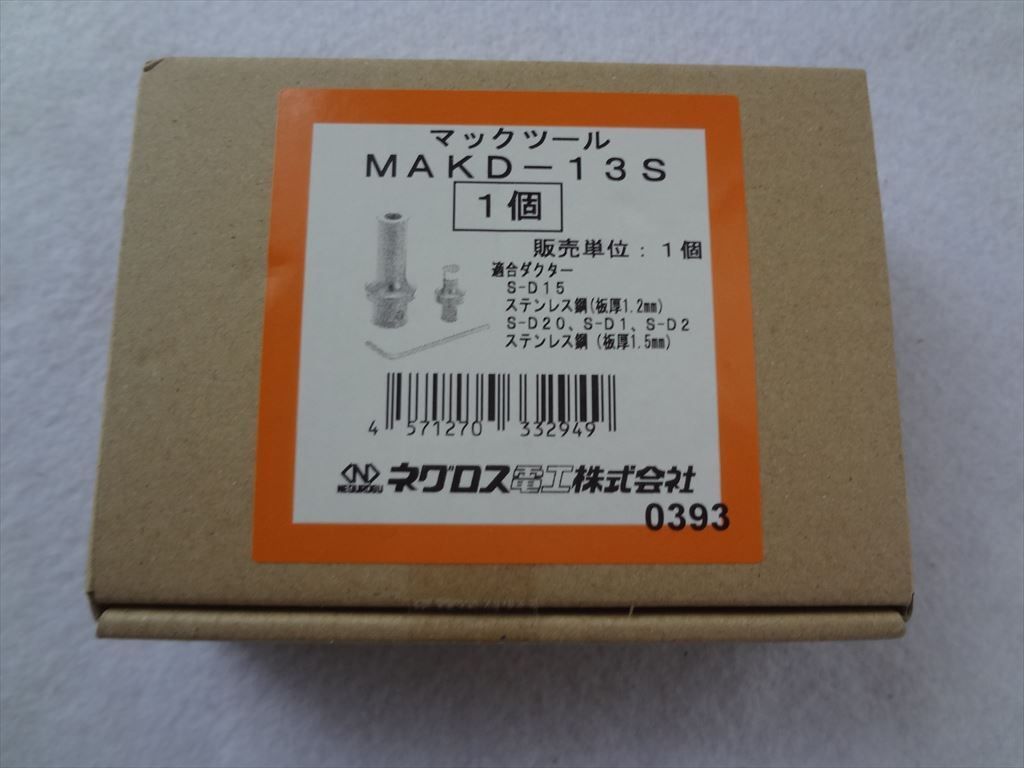 マックツール
MAKD-13S
1個
販売単位：1個
適合ダクター
S-D15
ステンレス鋼(板厚1.2mm)
S-D20、S-D1、S-D2
ステンレス鋼(板厚1.5mm)
4 571270 332949
N NEGUROSU ネグロス電工株式会社
0393